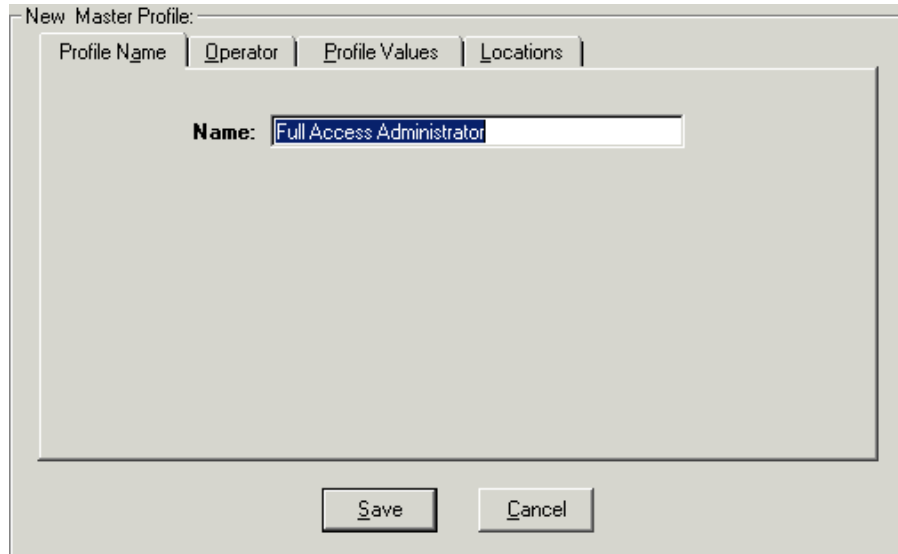 New Master Profile:
Profile Name Operator Profile Values Locations
Name: Full Access Administrator
Save Cancel